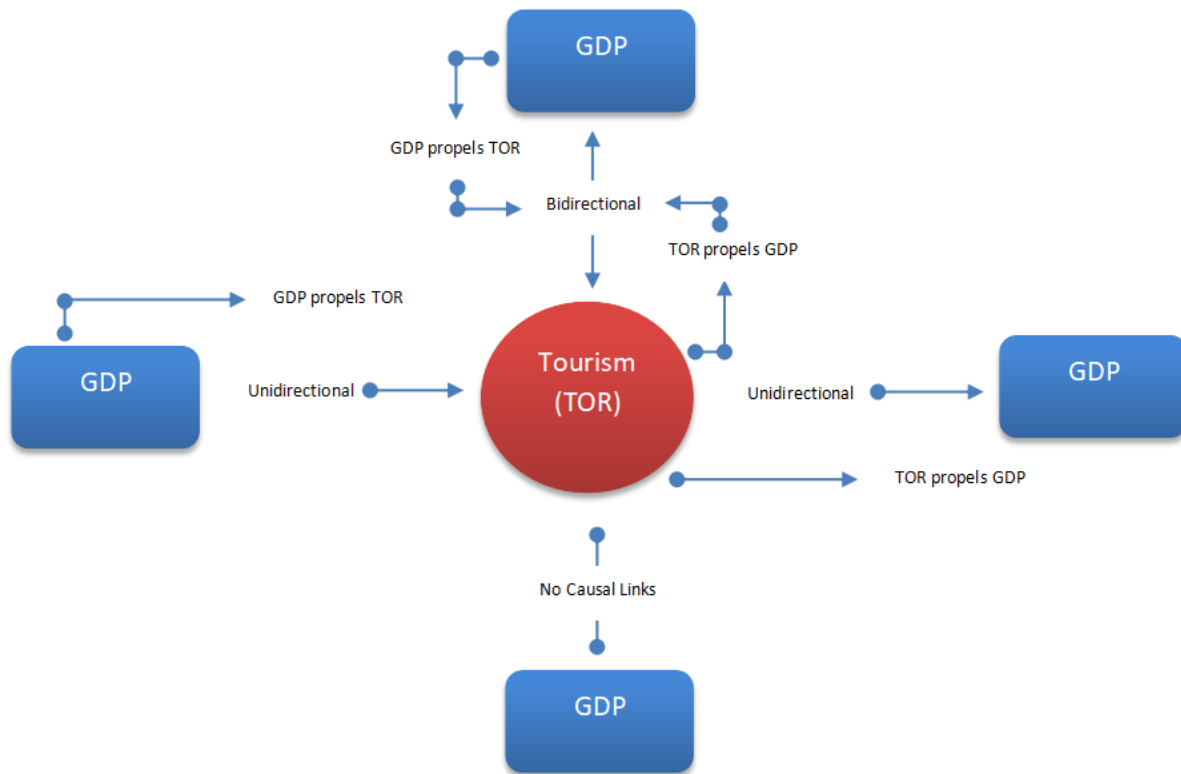 GDP
GDP propels TOR
Bidirectional
TOR propels GDP
GDP propels TOR
Tourism
(TOR)
GDP
GDP
Unidirectional
Unidirectional
TOR propels GDP
No Causal Links
GDP